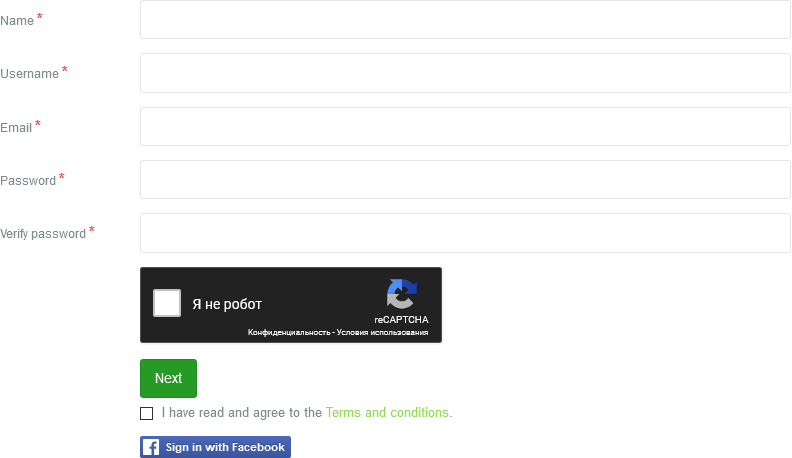 Name *
Username *
Email *
Password *
Verify password *
Я не робот
reCAPTCHA
Конфиденциальность - Условия использования
Next
I have read and agree to the Terms and conditions.
f Sign in with Facebook